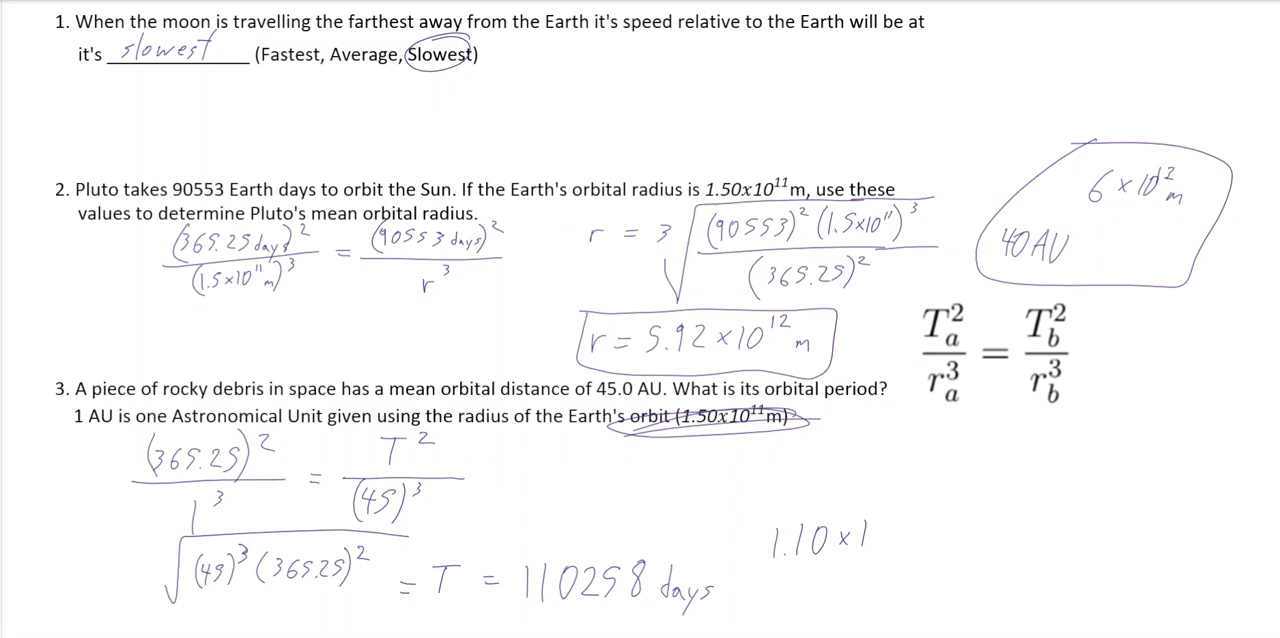 1. When the moon is travelling the farthest away from the Earth it's speed relative to the Earth will be at
it's slowest (Fastest, Average, Slowest)
2. Pluto takes 90553 Earth days to orbit the Sun. If the Earth's orbital radius is 1.50x10¹¹m, use these
values to determine Pluto's mean orbital radius.
(365.25 days)² / (1.5×10¹¹ m)³ = (90553 days)² / r³
r = ³√((90553)² (1.5×10¹¹)³ / (365.25)²)
r = 5.92 × 10¹² m
6 × 10¹² m
40 AU
Tₐ² / rₐ³ = T_b² / r_b³
3. A piece of rocky debris in space has a mean orbital distance of 45.0 AU. What is its orbital period?
1 AU is one Astronomical Unit given using the radius of the Earth's orbit (1.50x10¹¹m)
(365.25)² / 1³ = T² / (45)³
√((45)³ (365.25)²) = T = 110258 days
1.10 × 1